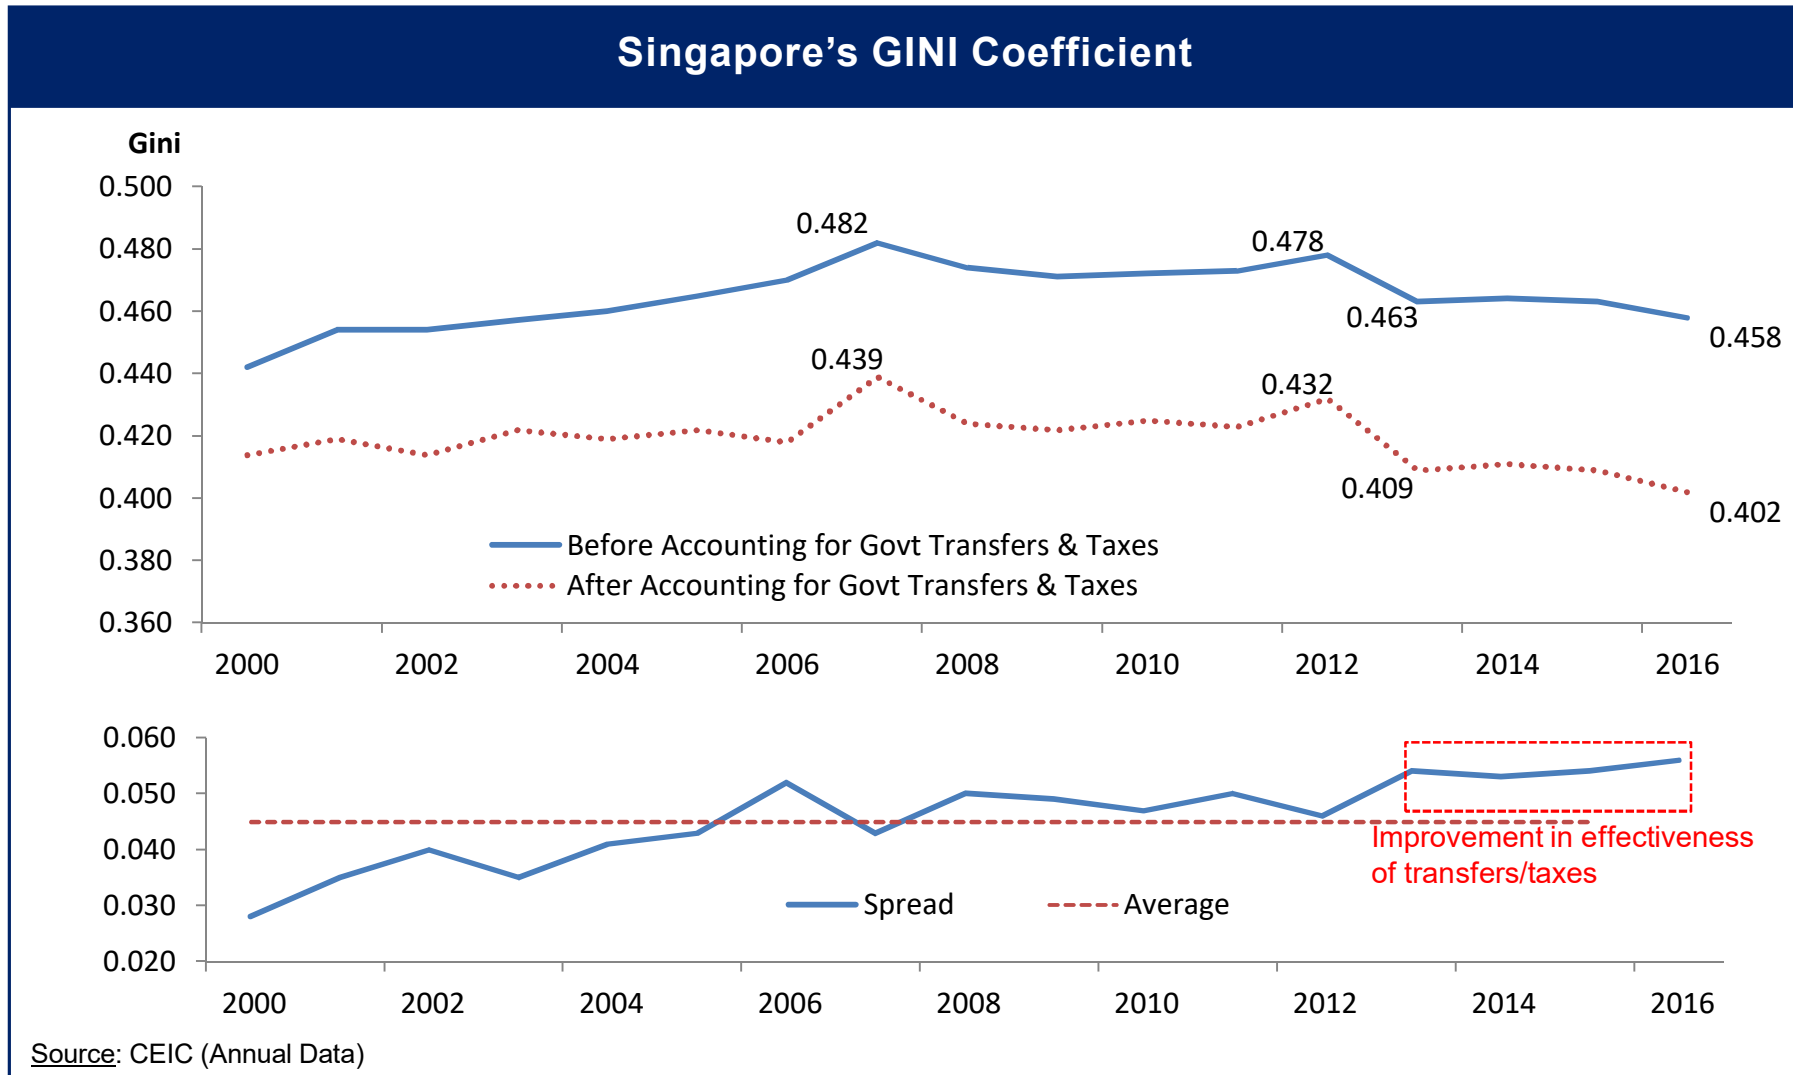 Singapore’s GINI Coefficient
Gini
0.500
0.480
0.460
0.440
0.420
0.400
0.380
0.360
0.482
0.478
0.463
0.458
0.439
0.432
0.409
0.402
Before Accounting for Govt Transfers & Taxes
After Accounting for Govt Transfers & Taxes
2000 2002 2004 2006 2008 2010 2012 2014 2016
0.060
0.050
0.040
0.030
0.020
Improvement in effectiveness
of transfers/taxes
Spread Average
2000 2002 2004 2006 2008 2010 2012 2014 2016
Source: CEIC (Annual Data)